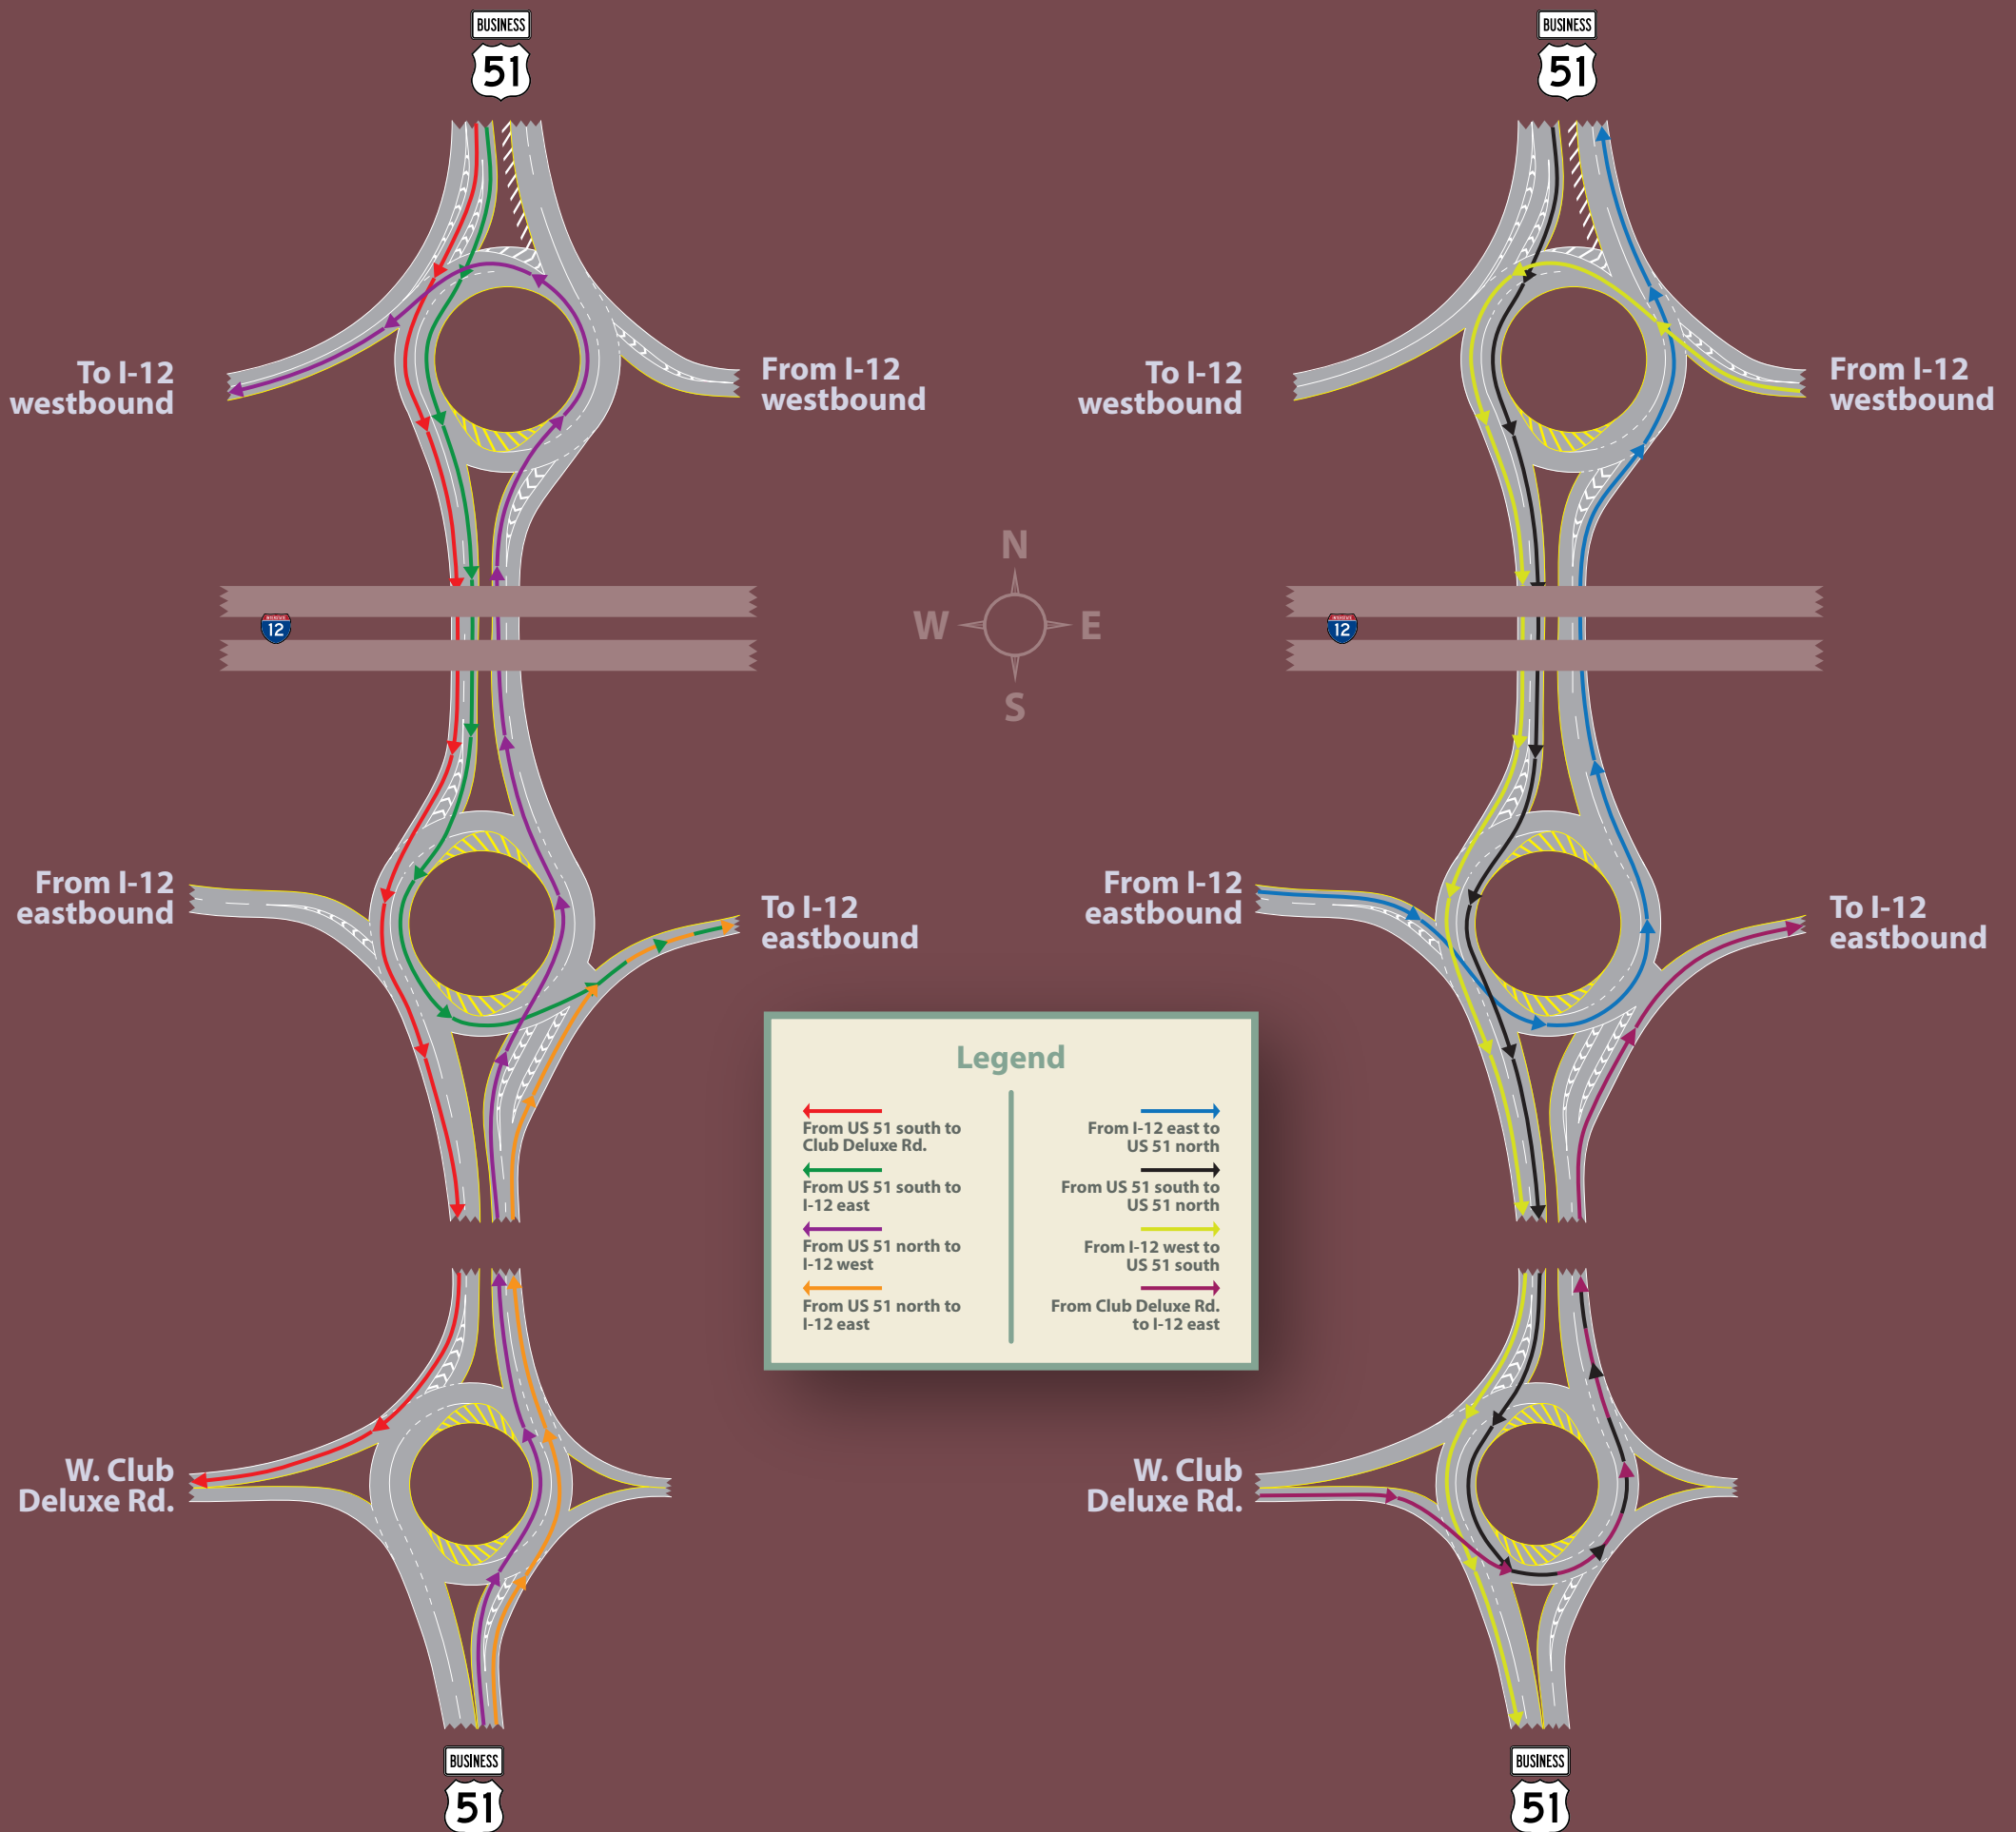 BUSINESS
51
BUSINESS
51
To I-12
westbound
From I-12
westbound
To I-12
westbound
From I-12
westbound
N
W
E
S
12
12
From I-12
eastbound
To I-12
eastbound
From I-12
eastbound
To I-12
eastbound
Legend
From US 51 south to
Club Deluxe Rd.
From US 51 south to
I-12 east
From US 51 north to
I-12 west
From US 51 north to
I-12 east
From I-12 east to
US 51 north
From US 51 south to
US 51 north
From I-12 west to
US 51 south
From Club Deluxe Rd.
to I-12 east
W. Club
Deluxe Rd.
W. Club
Deluxe Rd.
BUSINESS
51
BUSINESS
51